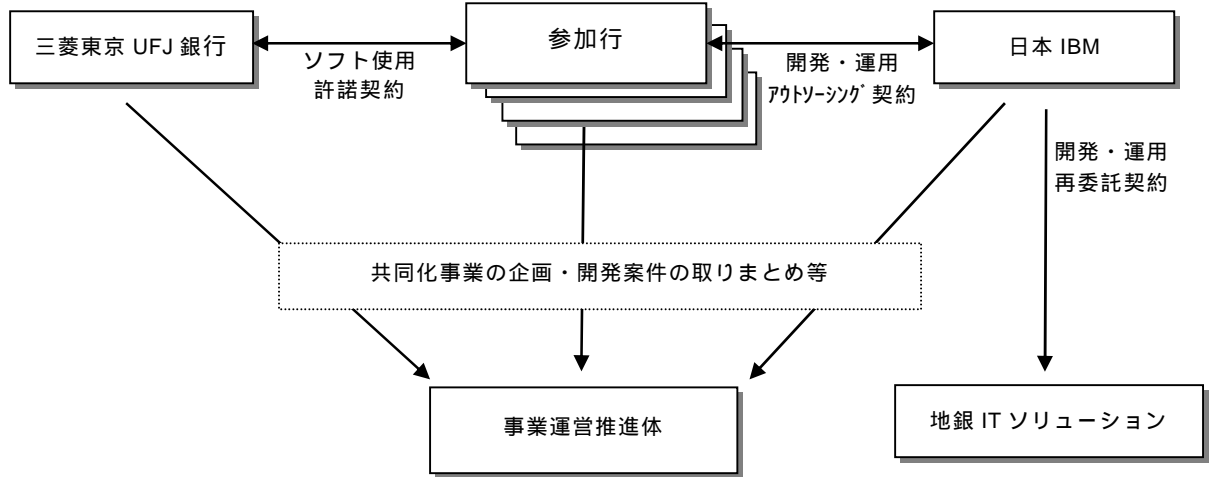 三菱東京 UFJ 銀行
参加行
日本 IBM
ソフト使用
許諾契約
開発・運用
ｱｳﾄｿｰｼﾝｸﾞ契約
開発・運用
再委託契約
共同化事業の企画・開発案件の取りまとめ等
事業運営推進体
地銀 IT ソリューション